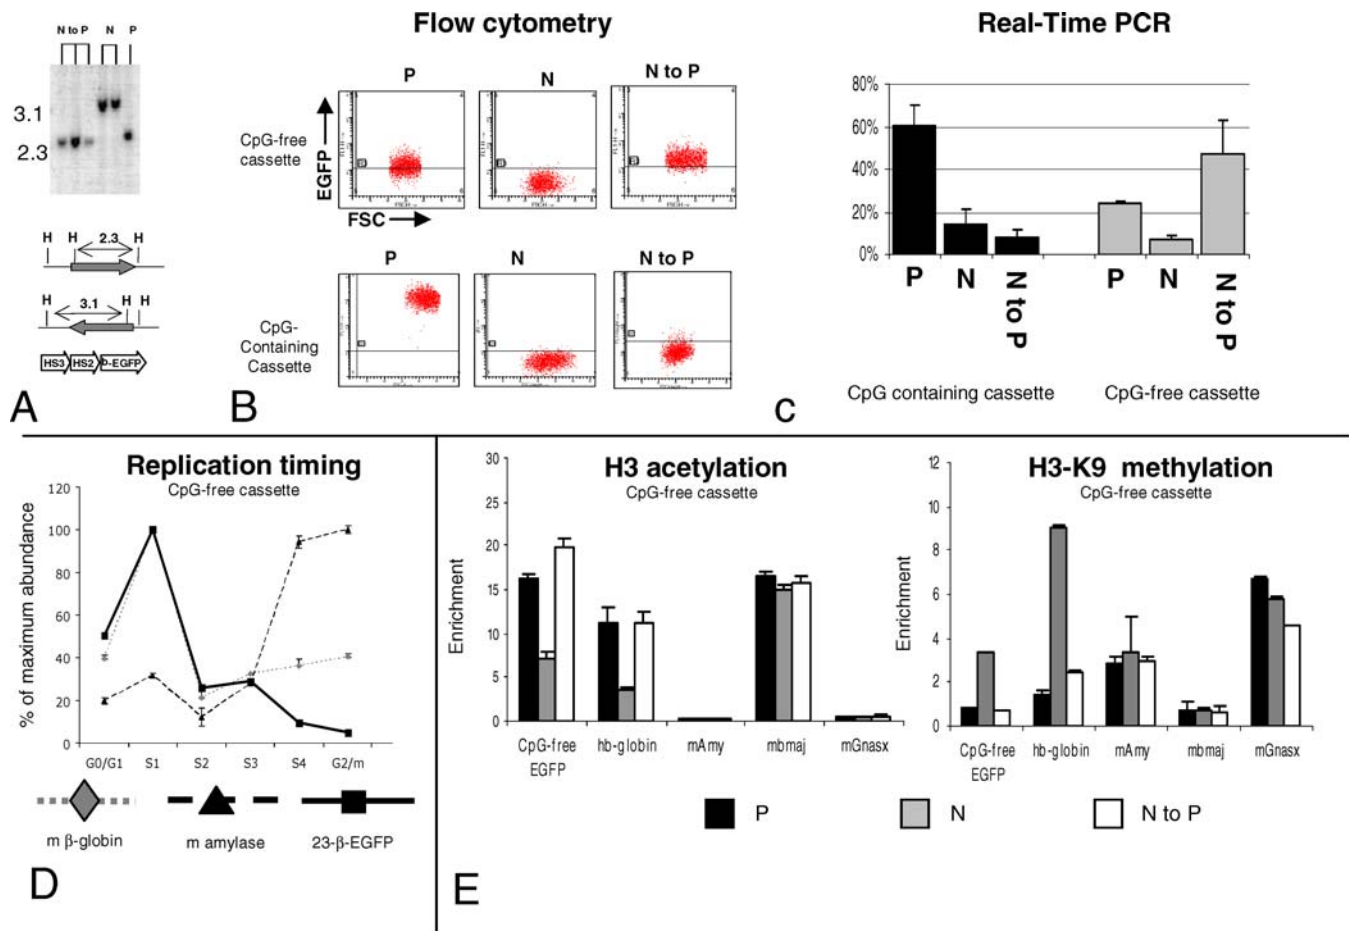 N to P N P
3.1
2.3
H H 2.3 H
3.1 H H
H
HS3 HS2 b-EGFP
A
Flow cytometry
P N N to P
CpG-free
cassette
EGFP
FSC
P N N to P
CpG-
Containing
Cassette
B
Real-Time PCR
80%
60%
40%
20%
0%
P N N to P P N N to P
CpG containing cassette CpG-free cassette
c
Replication timing
CpG-free cassette
% of maximum abundance
120
100
80
60
40
20
0
G0/G1 S1 S2 S3 S4 G2/m
m β-globin m amylase 23-β-EGFP
D
H3 acetylation
CpG-free cassette
Enrichment
30
25
20
15
10
5
0
CpG-free hb-globin mAmy mbmaj mGnasx
EGFP
H3-K9 methylation
CpG-free cassette
Enrichment
12
10
8
6
4
2
0
CpG-free hb-globin mAmy mbmaj mGnasx
EGFP
P N N to P
E